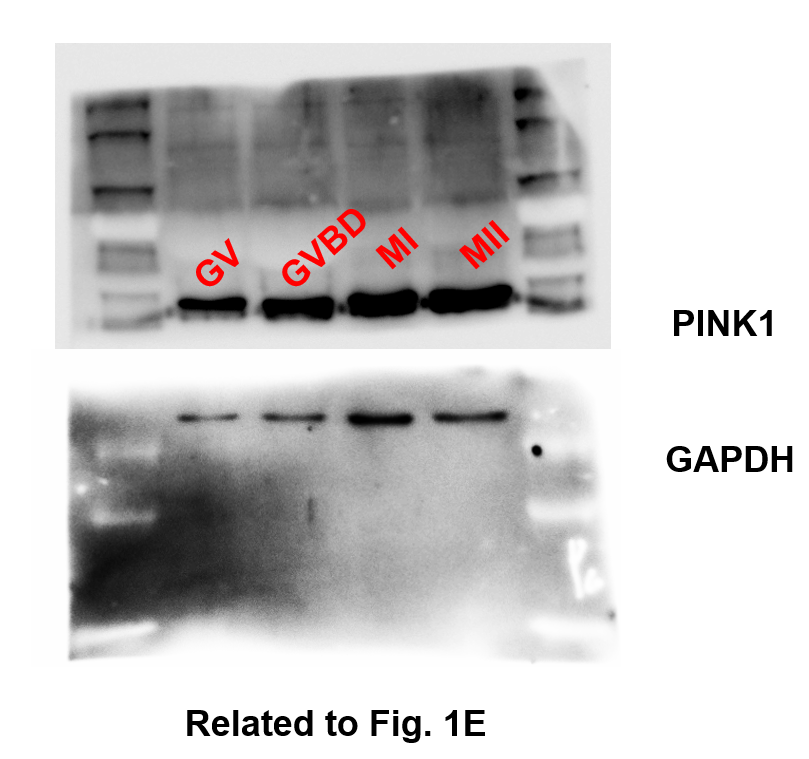 GV
GVBD
MI
MII
PINK1
GAPDH
Related to Fig. 1E